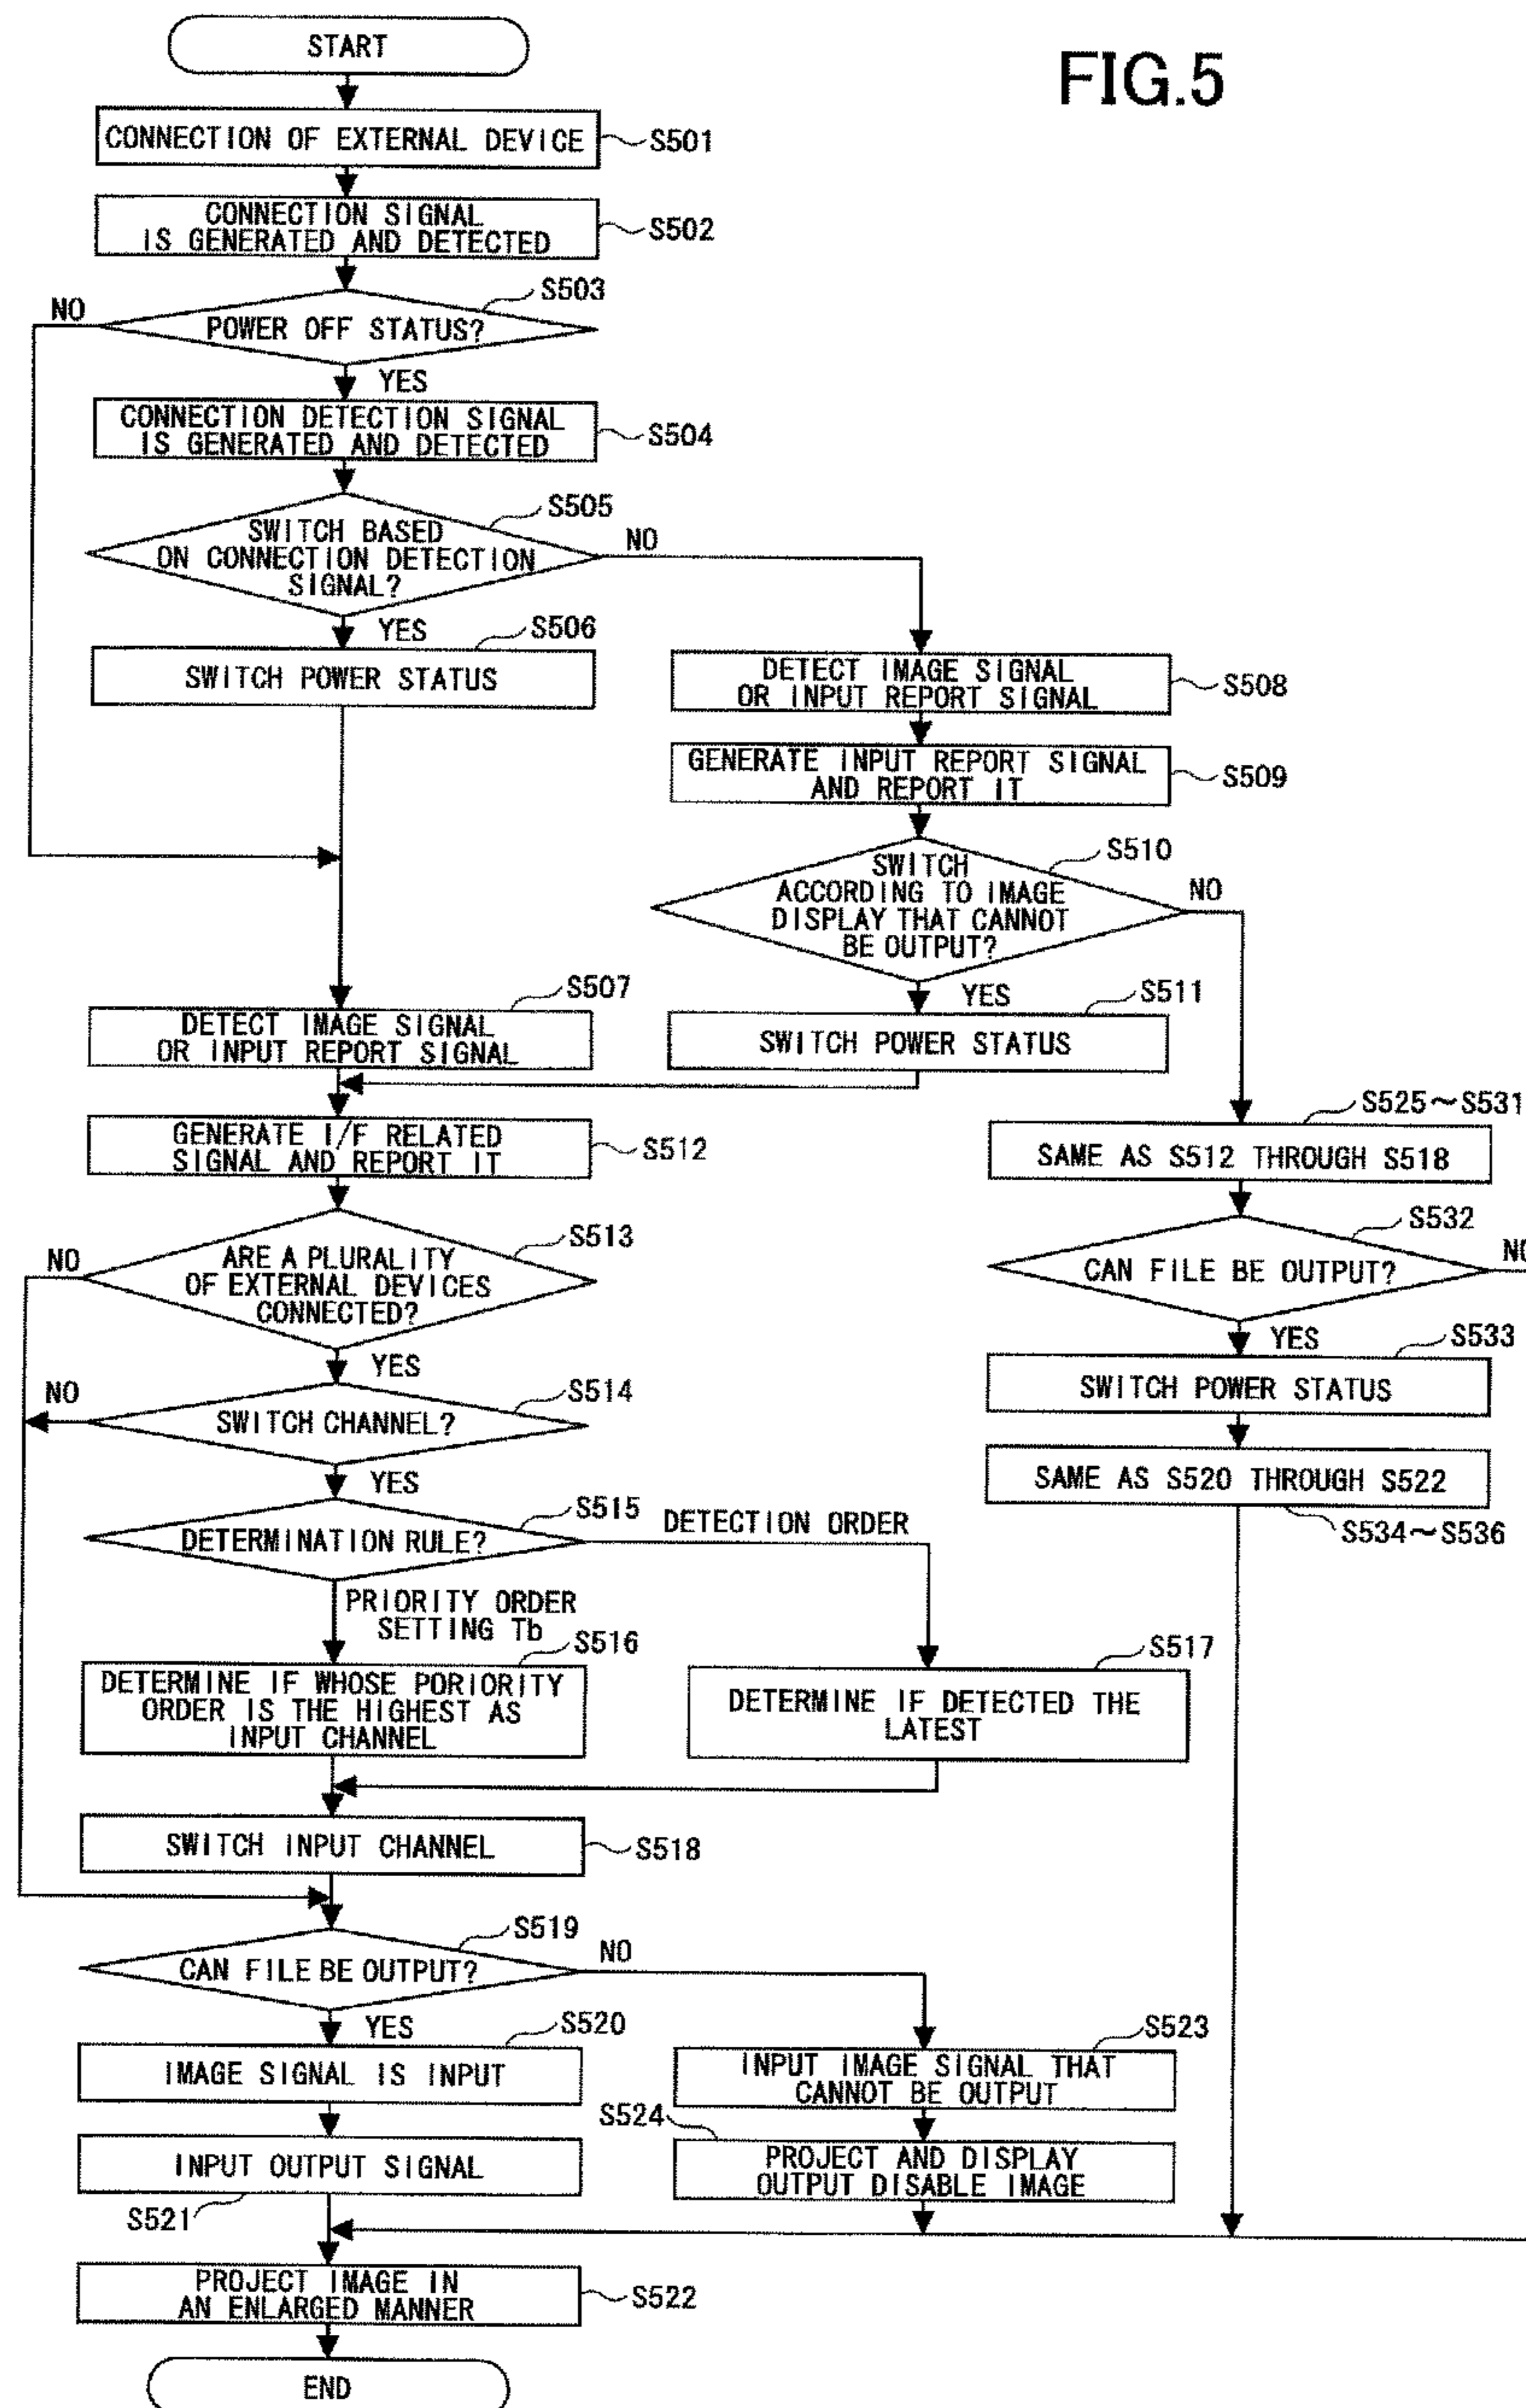 FIG.5
START
CONNECTION OF EXTERNAL DEVICE
S501
CONNECTION SIGNAL
IS GENERATED AND DETECTED
S502
S503
NO
POWER OFF STATUS?
YES
CONNECTION DETECTION SIGNAL
IS GENERATED AND DETECTED
S504
S505
SWITCH BASED
ON CONNECTION DETECTION
SIGNAL?
NO
YES
S506
SWITCH POWER STATUS
DETECT IMAGE SIGNAL
OR INPUT REPORT SIGNAL
S508
GENERATE INPUT REPORT SIGNAL
AND REPORT IT
S509
S510
SWITCH
ACCORDING TO IMAGE
DISPLAY THAT CANNOT
BE OUTPUT?
NO
YES
S511
SWITCH POWER STATUS
S507
DETECT IMAGE SIGNAL
OR INPUT REPORT SIGNAL
GENERATE I/F RELATED
SIGNAL AND REPORT IT
S512
S525～S531
SAME AS S512 THROUGH S518
S513
NO
ARE A PLURALITY
OF EXTERNAL DEVICES
CONNECTED?
YES
S532
CAN FILE BE OUTPUT?
NO
YES
S533
SWITCH POWER STATUS
SAME AS S520 THROUGH S522
S534～S536
S514
NO
SWITCH CHANNEL?
YES
S515
DETERMINATION RULE?
DETECTION ORDER
PRIORITY ORDER
SETTING Tb
S516
DETERMINE IF WHOSE PORIORITY
ORDER IS THE HIGHEST AS
INPUT CHANNEL
S517
DETERMINE IF DETECTED THE
LATEST
SWITCH INPUT CHANNEL
S518
S519
CAN FILE BE OUTPUT?
NO
YES
S520
IMAGE SIGNAL IS INPUT
S523
INPUT IMAGE SIGNAL THAT
CANNOT BE OUTPUT
INPUT OUTPUT SIGNAL
S521
S524
PROJECT AND DISPLAY
OUTPUT DISABLE IMAGE
PROJECT IMAGE IN
AN ENLARGED MANNER
S522
END